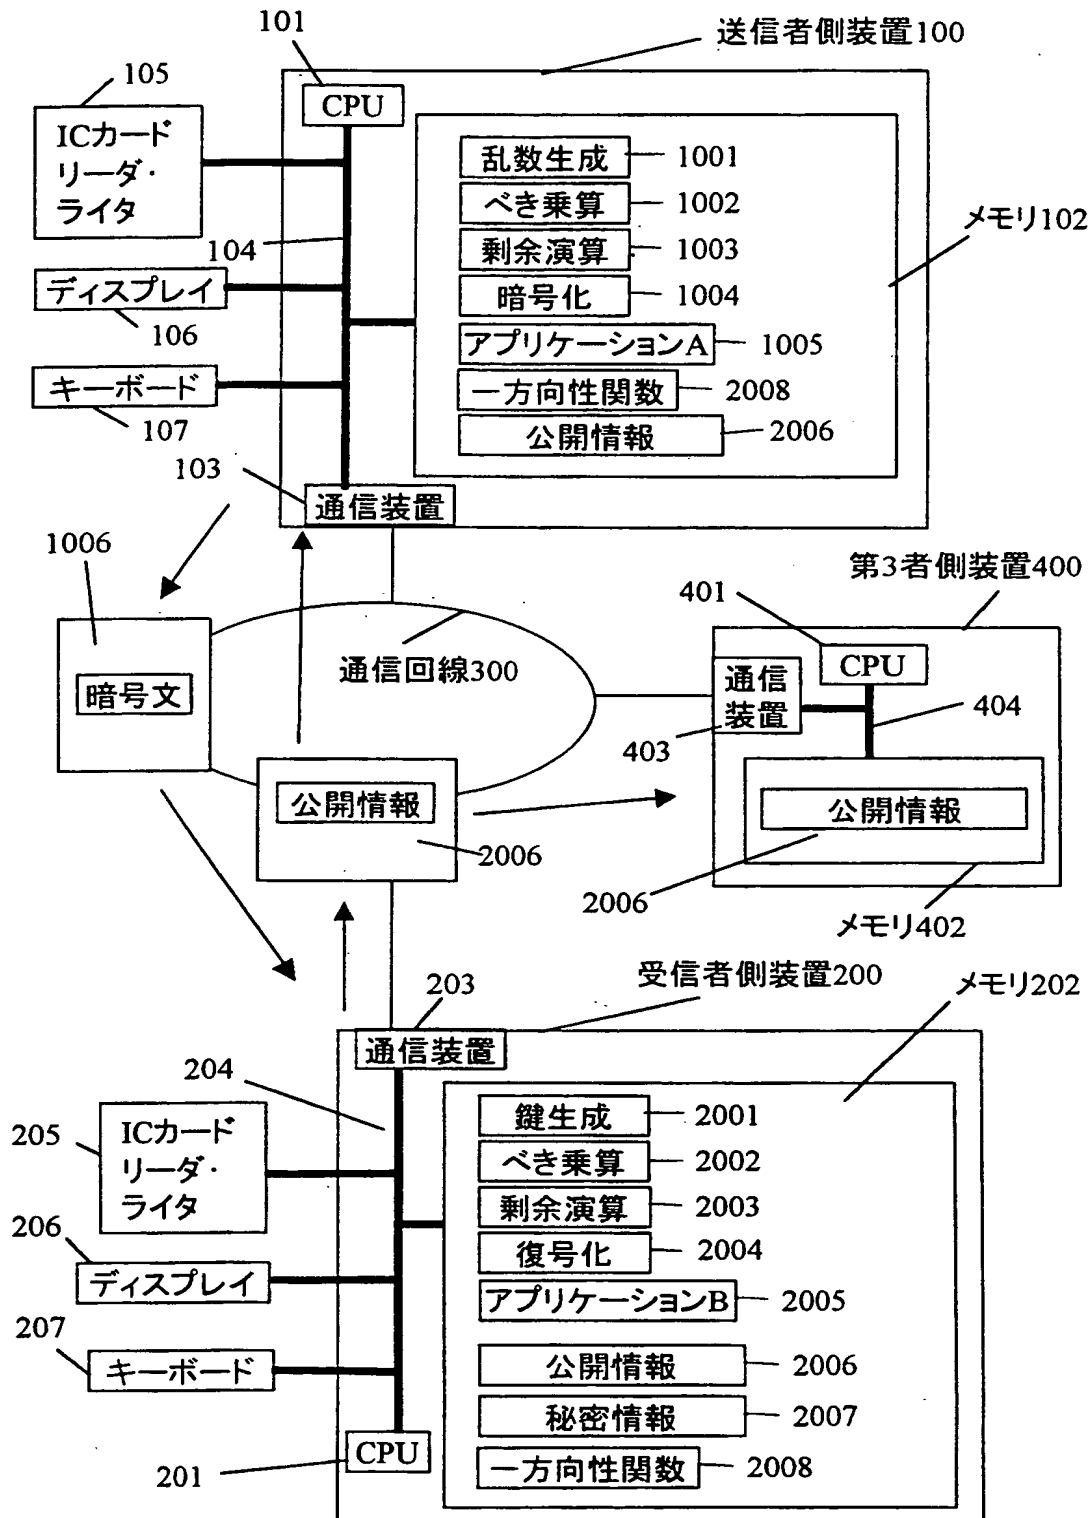 101
送信者側装置100
105
CPU
ICカード
リーダ・
ライタ
乱数生成
1001
べき乗算
1002
メモリ102
104
剰余演算
1003
ディスプレイ
暗号化
1004
106
アプリケーションA
1005
キーボード
一方向性関数
2008
107
公開情報
2006
103
通信装置
1006
第3者側装置400
401
通信回線300
CPU
暗号文
通信
装置
404
403
公開情報
公開情報
2006
2006
メモリ402
受信者側装置200
メモリ202
203
通信装置
204
205
ICカード
リーダ・
ライタ
鍵生成
2001
べき乗算
2002
剰余演算
2003
206
復号化
2004
ディスプレイ
アプリケーションB
2005
207
キーボード
公開情報
2006
秘密情報
2007
CPU
201
一方向性関数
2008